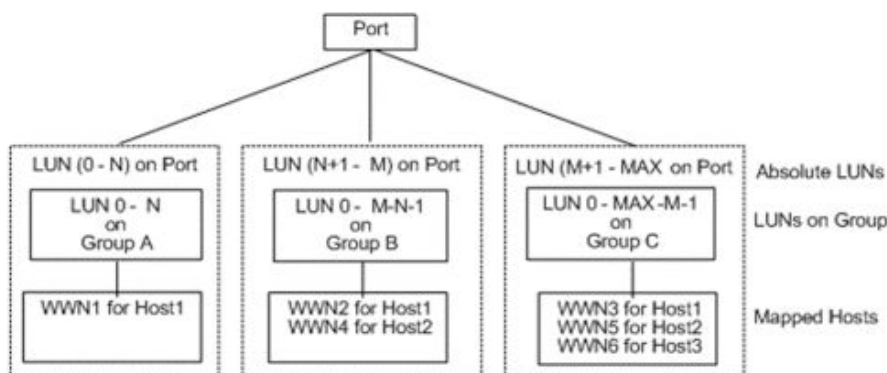 Port
LUN (0 - N) on Port
LUN (N+1 - M) on Port
LUN (M+1 - MAX on Port
Absolute LUNs
LUN 0 - N
on
Group A
LUN 0 - M-N-1
on
Group B
LUN 0 - MAX-M-1
on
Group C
LUNs on Group
WWN1 for Host1
WWN2 for Host1
WWN4 for Host2
WWN3 for Host1
WWN5 for Host2
WWN6 for Host3
Mapped Hosts